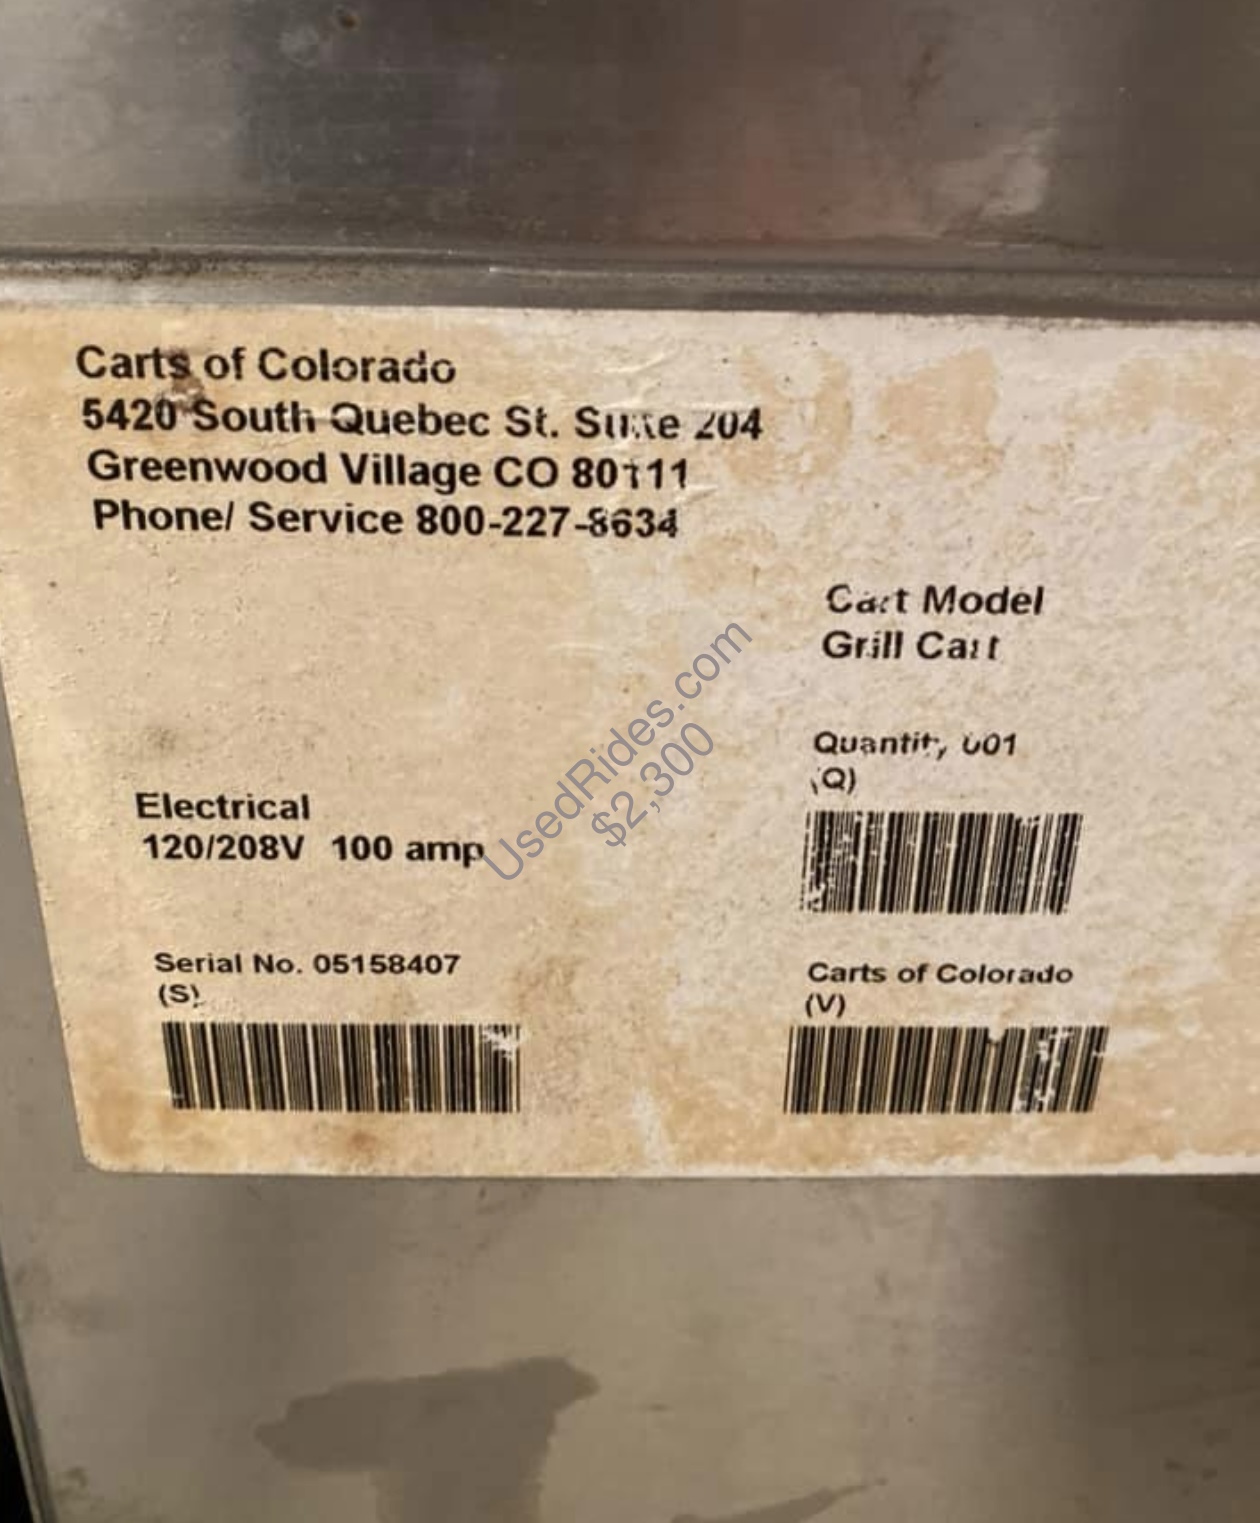 Carts of Colorado
5420 South Quebec St. Suite 204
Greenwood Village CO 80111
Phone/ Service 800-227-8634
Cart Model
Grill Cart
Quantity 001
(Q)
Electrical
120/208V 100 amp
Serial No. 05158407
(S)
Carts of Colorado
(V)
UsedRides.com
$2,300